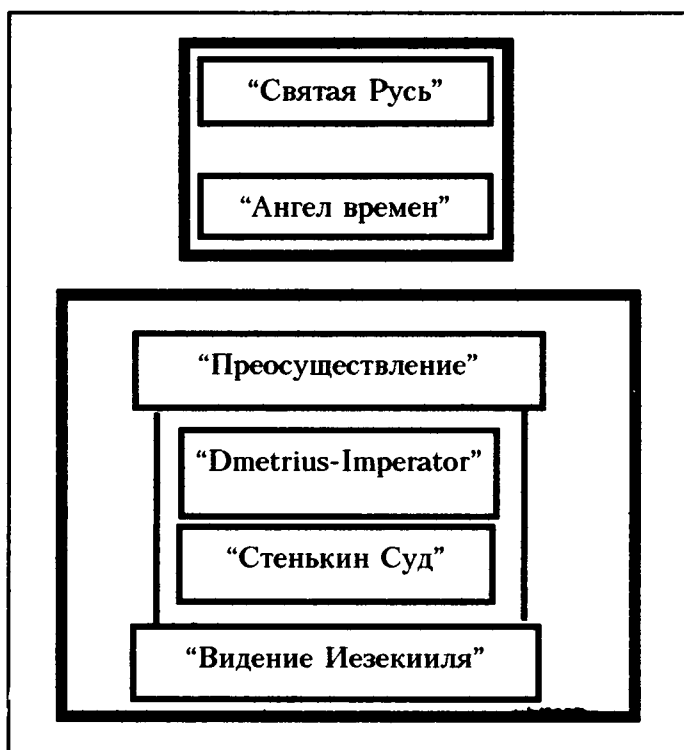 “Святая Русь”
“Ангел времен”
“Преосуществление”
“Dmetrius-Imperator”
“Стенькин Суд”
“Видение Иезекииля”